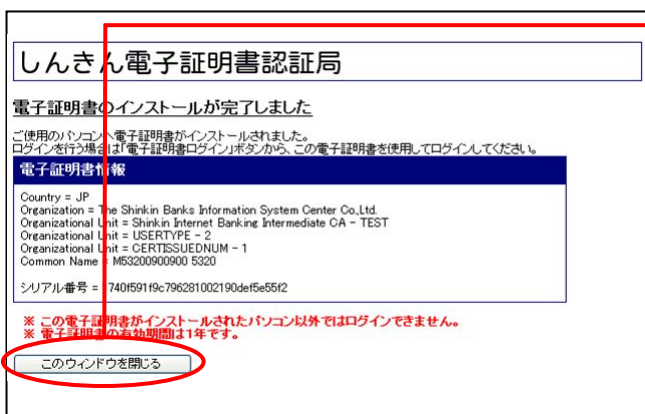 しんきん電子証明書認証局
電子証明書のインストールが完了しました
ご使用のパソコンへ電子証明書がインストールされました。
ログインを行う場合は「電子証明書ログイン」ボタンから、この電子証明書を使用してログインしてください。
電子証明書情報
Country = JP
Organization = The Shinkin Banks Information System Center Co.,Ltd.
Organizational Unit = Shinkin Internet Banking Intermediate CA - TEST
Organizational Unit = USERTYPE - 2
Organizational Unit = CERTISSUEDNUM - 1
Common Name = M53200900900 5320
シリアル番号 = 1740f591f9c796281002190def5e55f2
※ この電子証明書がインストールされたパソコン以外ではログインできません。
※ 電子証明書の有効期間は1年です。
このウィンドウを閉じる